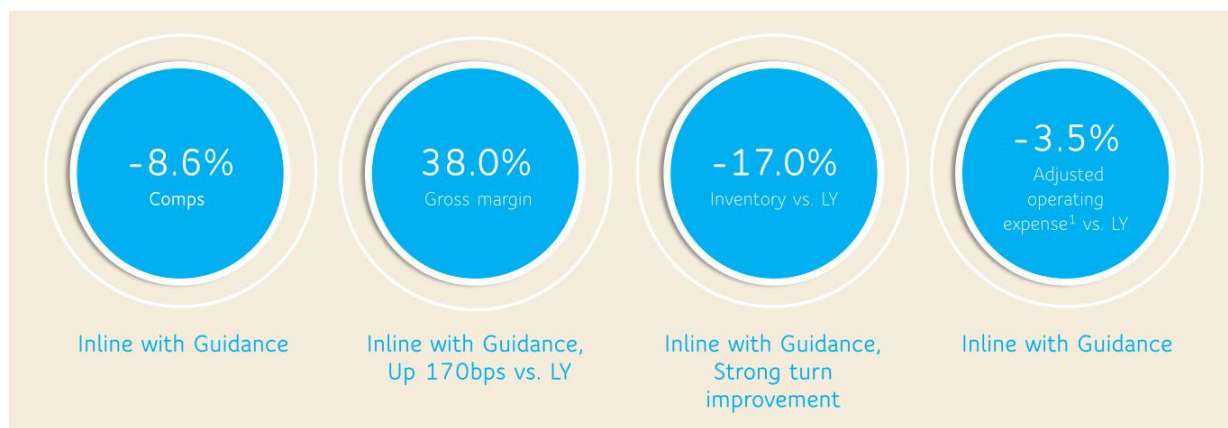 -8.6%
Comps
Inline with Guidance
38.0%
Gross margin
Inline with Guidance,
Up 170bps vs. LY
-17.0%
Inventory vs. LY
Inline with Guidance,
Strong turn
improvement
-3.5%
Adjusted
operating
expense¹ vs. LY
Inline with Guidance